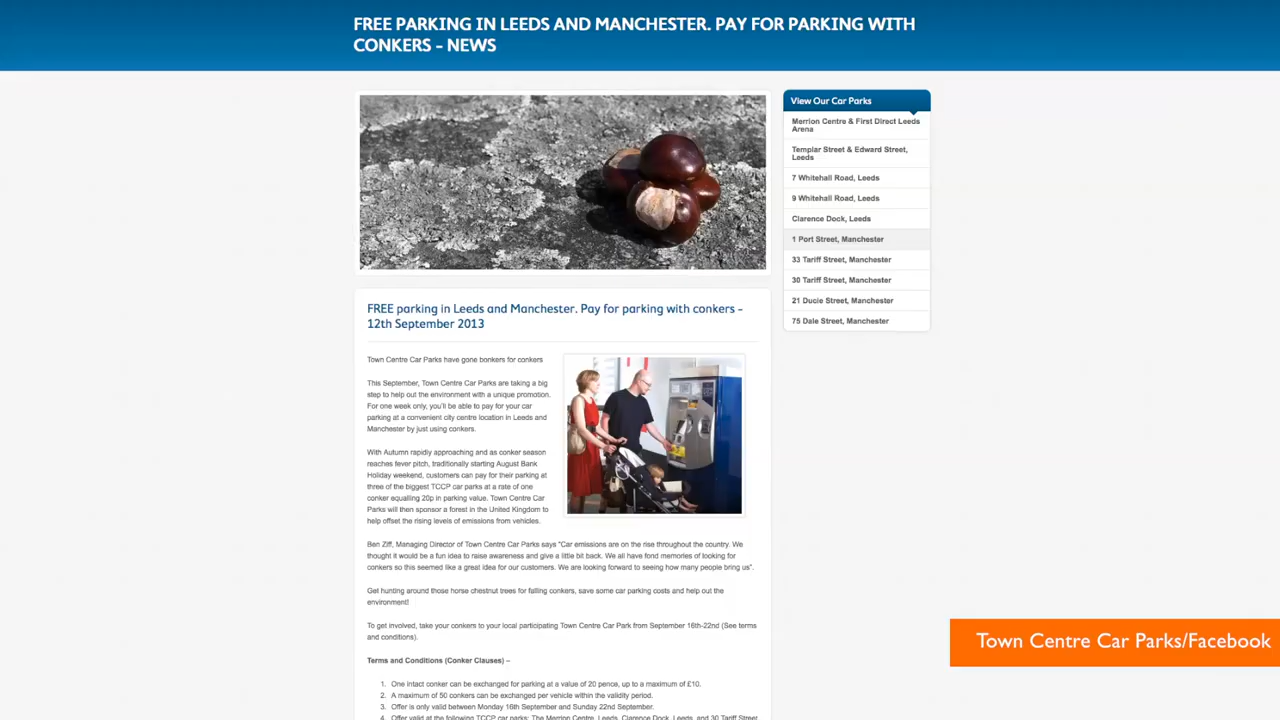 FREE PARKING IN LEEDS AND MANCHESTER. PAY FOR PARKING WITH
CONKERS - NEWS
View Our Car Parks
Merrion Centre & First Direct Leeds
Arena
Templar Street & Edward Street,
Leeds
7 Whitehall Road, Leeds
9 Whitehall Road, Leeds
Clarence Dock, Leeds
1 Port Street, Manchester
33 Tariff Street, Manchester
30 Tariff Street, Manchester
21 Ducie Street, Manchester
75 Dale Street, Manchester
FREE parking in Leeds and Manchester. Pay for parking with conkers -
12th September 2013
Town Centre Car Parks have gone bonkers for conkers
This September, Town Centre Car Parks are taking a big
step to help out the environment with a unique promotion.
For one week only, you'll be able to pay for your car
parking at a convenient city centre location in Leeds and
Manchester by just using conkers.
With Autumn rapidly approaching and as conker season
reaches fever pitch, traditionally starting August Bank
Holiday weekend, customers can pay for their parking at
three of the biggest TCCP car parks at a rate of one
conker equalling 20p in parking value. Town Centre Car
Parks will then sponsor a forest in the United Kingdom to
help offset the rising levels of emissions from vehicles.
Ben Ziff, Managing Director of Town Centre Car Parks says "Car emissions are on the rise throughout the country. We
thought it would be a fun idea to raise awareness and give a little bit back. We all have fond memories of looking for
conkers so this seemed like a great idea for our customers. We are looking forward to seeing how many people bring us".
Get hunting around those horse chestnut trees for falling conkers, save some car parking costs and help out the
environment!
To get involved, take your conkers to your local participating Town Centre Car Park from September 16th-22nd (See terms
and conditions).
Terms and Conditions (Conker Clauses) –
1. One intact conker can be exchanged for parking at a value of 20 pence, up to a maximum of £10.
2. A maximum of 50 conkers can be exchanged per vehicle within the validity period.
3. Offer is only valid between Monday 16th September and Sunday 22nd September.
4. Offer valid at the following TCCP car parks: The Merrion Centre, Leeds, Clarence Dock, Leeds, and 30 Tariff Street
Town Centre Car Parks/Facebook